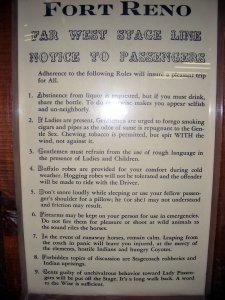 FORT RENO
FAR WEST STAGE LINE
NOTICE TO PASSENGERS
Adherence to the following Rules will insure a pleasant trip
for All.
1. Abstinence from liquor is requested, but if you must drink,
share the bottle. To do otherwise makes you appear selfish
and un-neighborly.
2. If Ladies are present, Gentlemen are urged to forego smoking
cigars and pipes as the odor of same is repugnant to the Gen-
tle Sex. Chewing tobacco is permitted, but spit WITH the
wind, not against it.
3. Gentlemen must refrain from the use of rough language in
the presence of Ladies and Children.
4. Buffalo robes are provided for your comfort during cold
weather. Hogging robes will not be tolerated and the offender
will be made to ride with the Driver.
5. Don't snore loudly while sleeping or use your fellow passen-
ger's shoulder for a pillow; he (or she) may not understand
and friction may result.
6. Firearms may be kept on your person for use in emergencies.
Do not fire them for pleasure or shoot at wild animals as
the sound riles the horses.
7. In the event of runaway horses, remain calm. Leaping from
the coach in panic will leave you injured, at the mercy of
the elements, hostile Indians and hungry Coyotes.
8. Forbidden topics of discussion are Stagecoach robberies and
Indian uprisings.
9. Gents guilty of unchivalrous behavior toward Lady Passen-
gers will be put off the Stage. It's a long walk back. A word
to the Wise is sufficient.